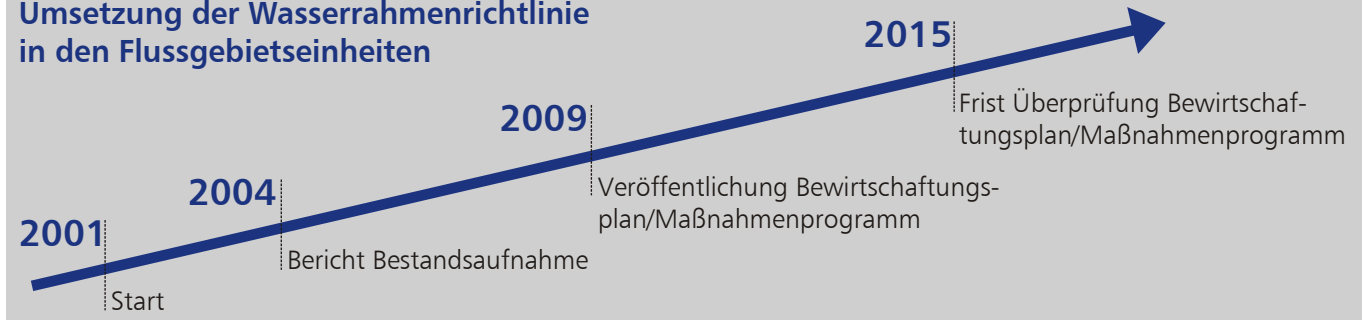 Umsetzung der Wasserrahmenrichtlinie
in den Flussgebietseinheiten
2001
Start
2004
Bericht Bestandsaufnahme
2009
Veröffentlichung Bewirtschaftungs-
plan/Maßnahmenprogramm
2015
Frist Überprüfung Bewirtschaf-
tungsplan/Maßnahmenprogramm